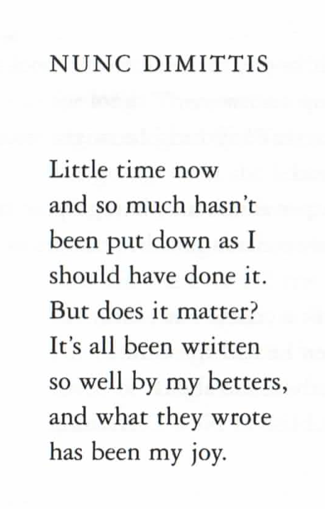 NUNC DIMITTIS
Little time now
and so much hasn't
been put down as I
should have done it.
But does it matter?
It's all been written
so well by my betters,
and what they wrote
has been my joy.